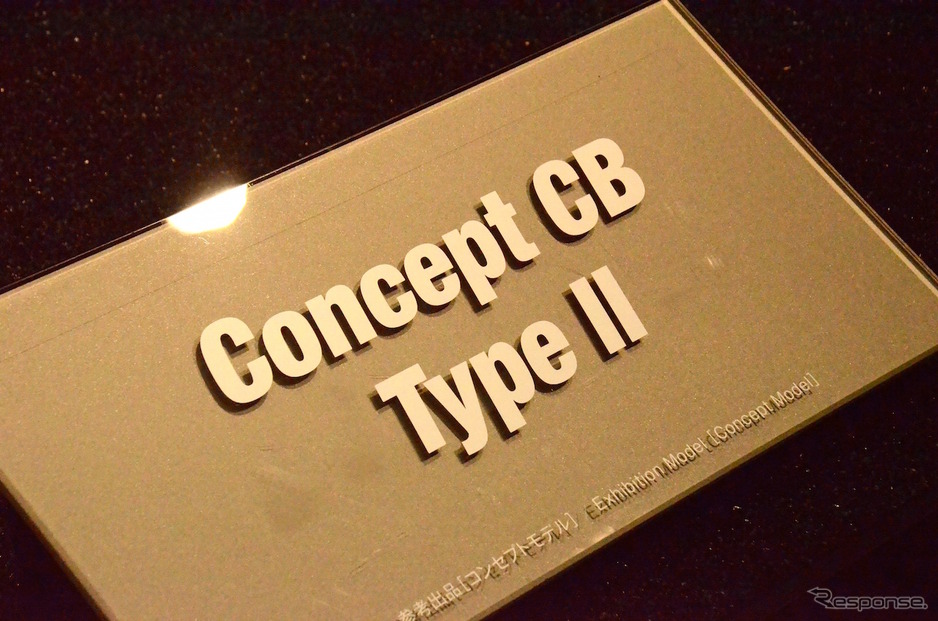 Concept CB
Type II
参考出品 [コンセプトモデル] Exhibition Model [Concept Model]
Response.